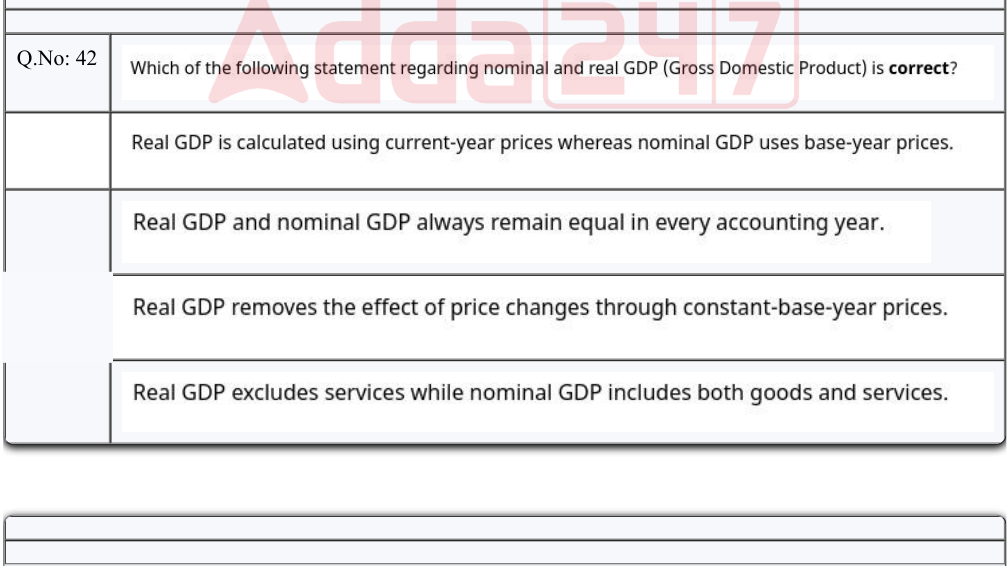 Adda247
Q.No: 42
Which of the following statement regarding nominal and real GDP (Gross Domestic Product) is correct?
Real GDP is calculated using current-year prices whereas nominal GDP uses base-year prices.
Real GDP and nominal GDP always remain equal in every accounting year.
Real GDP removes the effect of price changes through constant-base-year prices.
Real GDP excludes services while nominal GDP includes both goods and services.